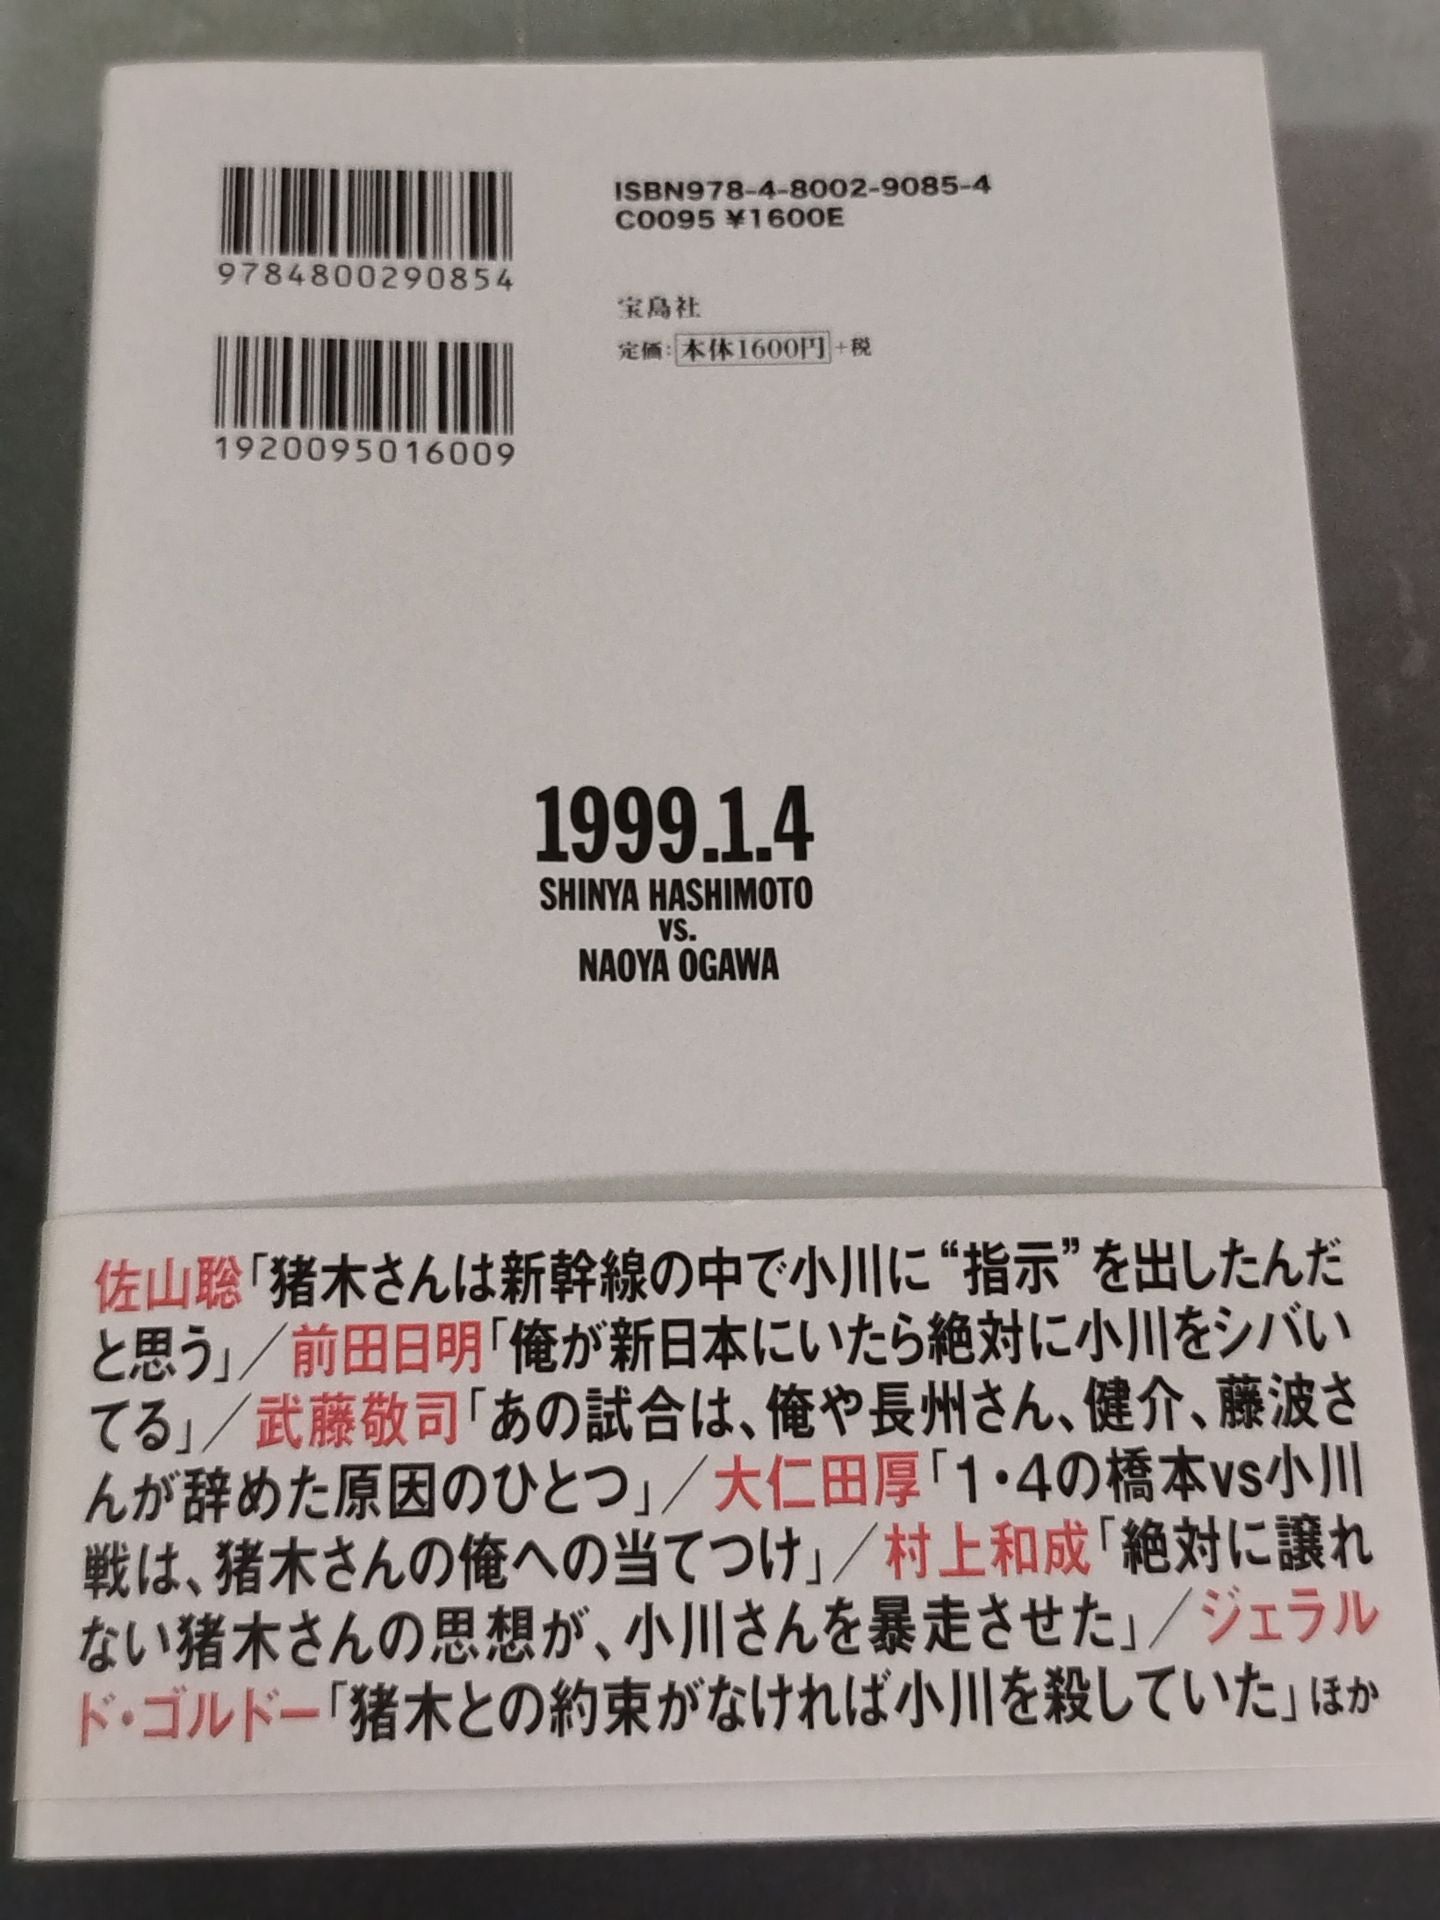 ISBN978-4-8002-9085-4
C0095 ¥1600E
9784800290854
宝島社
定価：本体1600円+税
1920095016009
1999.1.4
SHINYA HASHIMOTO
VS.
NAOYA OGAWA
佐山聡「猪木さんは新幹線の中で小川に“指示”を出したんだ
と思う」／前田日明「俺が新日本にいたら絶対に小川をシバい
てる」／武藤敬司「あの試合は、俺や長州さん、健介、藤波さ
んが辞めた原因のひとつ」／大仁田厚「1・4の橋本vs小川
戦は、猪木さんの俺への当てつけ」／村上和成「絶対に譲れ
ない猪木さんの思想が、小川さんを暴走させた」／ジェラル
ド・ゴルドー「猪木との約束がなければ小川を殺していた」ほか